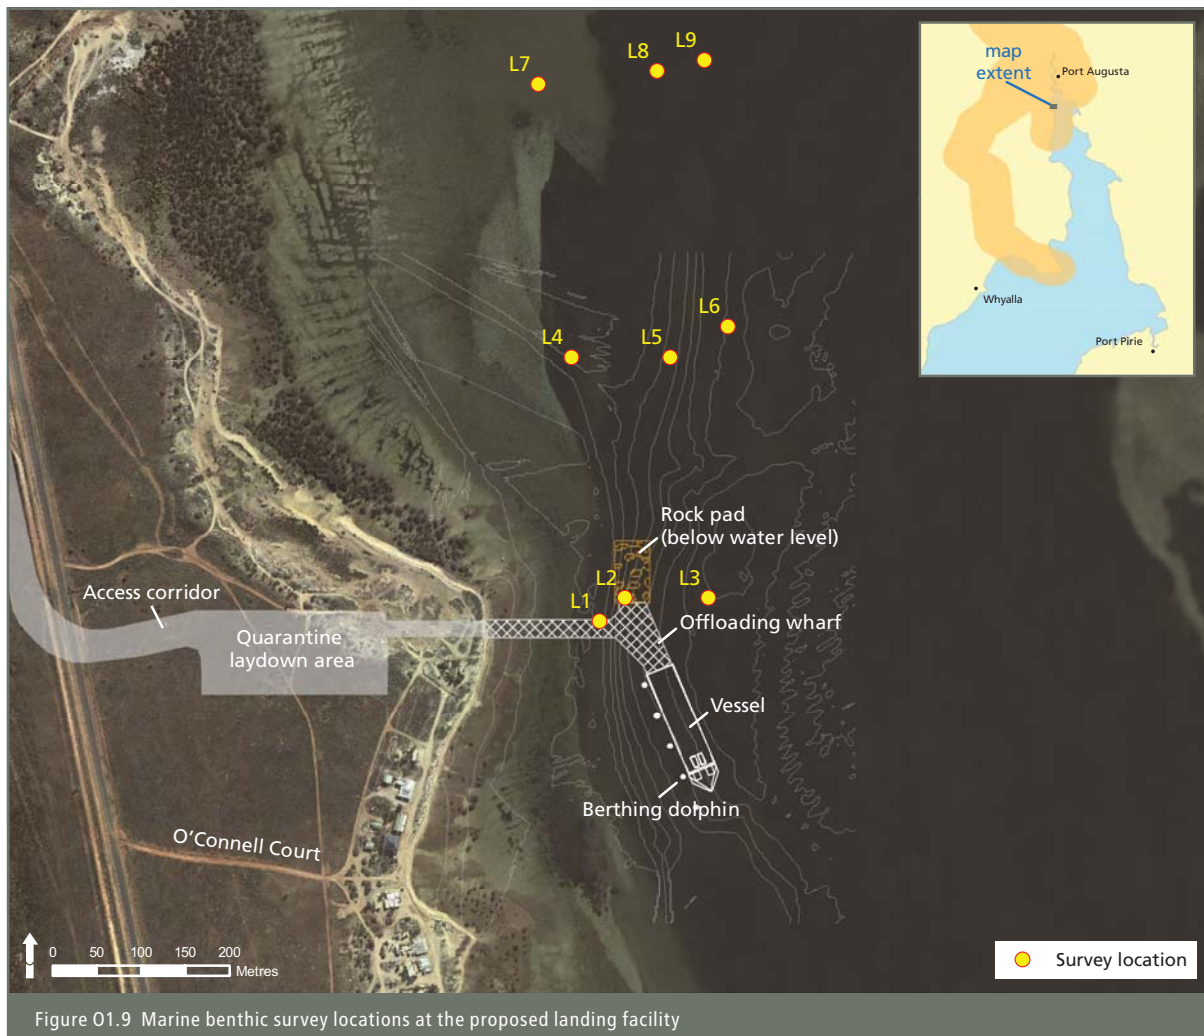 L7
L8
L9
map
extent
Port Augusta
Whyalla
Port Pirie
L4
L5
L6
Rock pad
(below water level)
L1
L2
L3
Access corridor
Quarantine
laydown area
Offloading wharf
Vessel
Berthing dolphin
O'Connell Court
0 50 100 150 200
Metres
Survey location
Figure O1.9 Marine benthic survey locations at the proposed landing facility